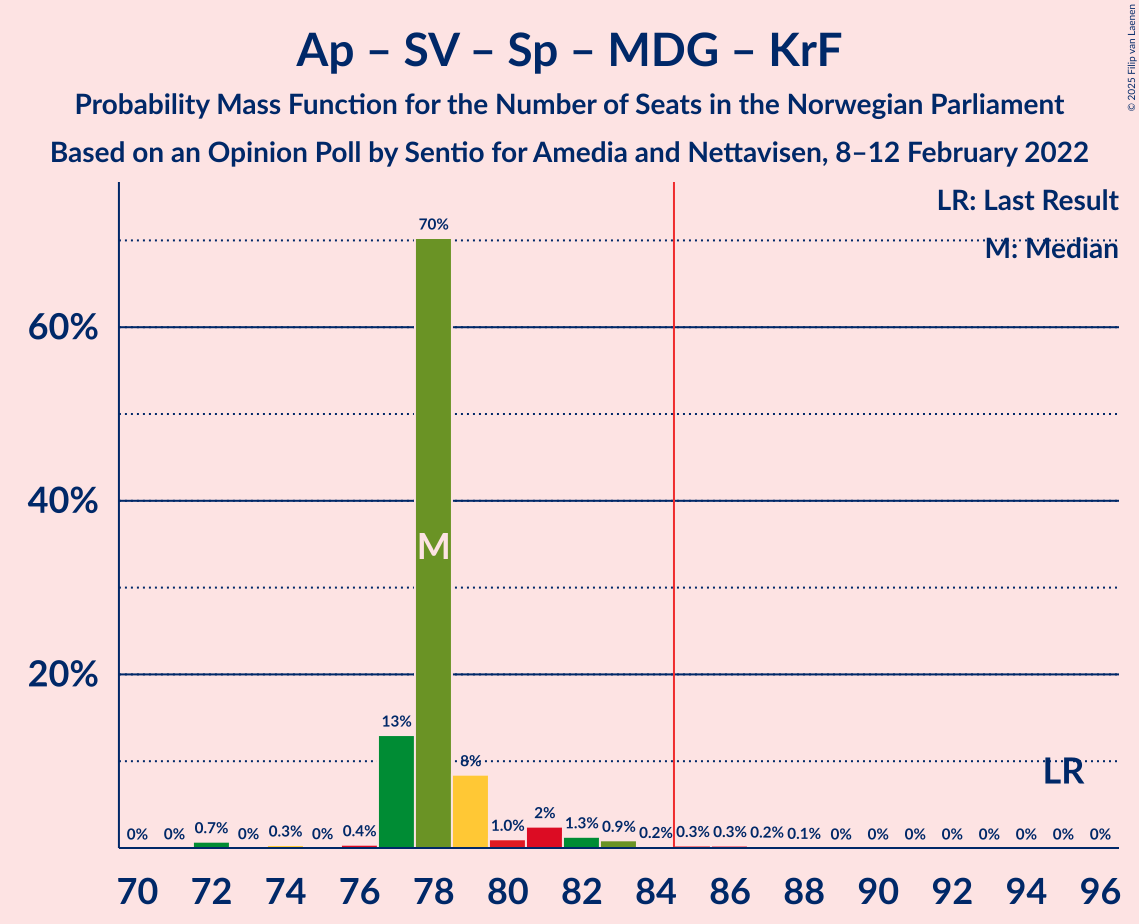 Ap – SV – Sp – MDG – KrF
Probability Mass Function for the Number of Seats in the Norwegian Parliament
Based on an Opinion Poll by Sentio for Amedia and Nettavisen, 8–12 February 2022
© 2025 Filip van Laenen
LR: Last Result
M: Median
60%
40%
20%
70%
M
13%
8%
LR
0% 0% 0.7% 0% 0.3% 0% 0.4% 1.0% 2% 1.3% 0.9% 0.2% 0.3% 0.3% 0.2% 0.1% 0% 0% 0% 0% 0% 0% 0% 0%
70 72 74 76 78 80 82 84 86 88 90 92 94 96